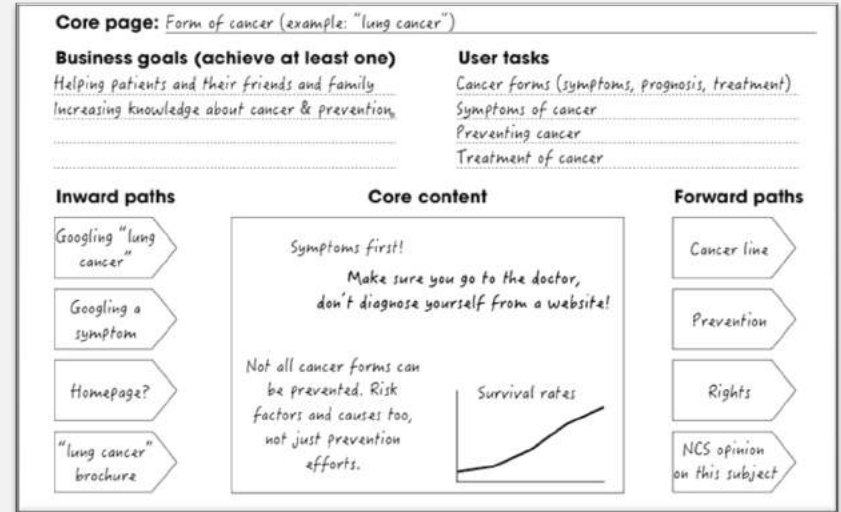 Core page: Form of cancer (example: "lung cancer")
Business goals (achieve at least one)
Helping patients and their friends and family
Increasing knowledge about cancer & prevention,
User tasks
Cancer forms (symptoms, prognosis, treatment)
Symptoms of cancer
Preventing cancer
Treatment of cancer
Inward paths
Googling "lung
cancer"
Googling a
symptom
Homepage?
"lung cancer"
brochure
Core content
Symptoms first!
Make sure you go to the doctor,
don't diagnose yourself from a website!
Not all cancer forms can
be prevented. Risk
factors and causes too,
not just prevention
efforts.
Survival rates
Forward paths
Cancer line
Prevention
Rights
NCS opinion
on this subject